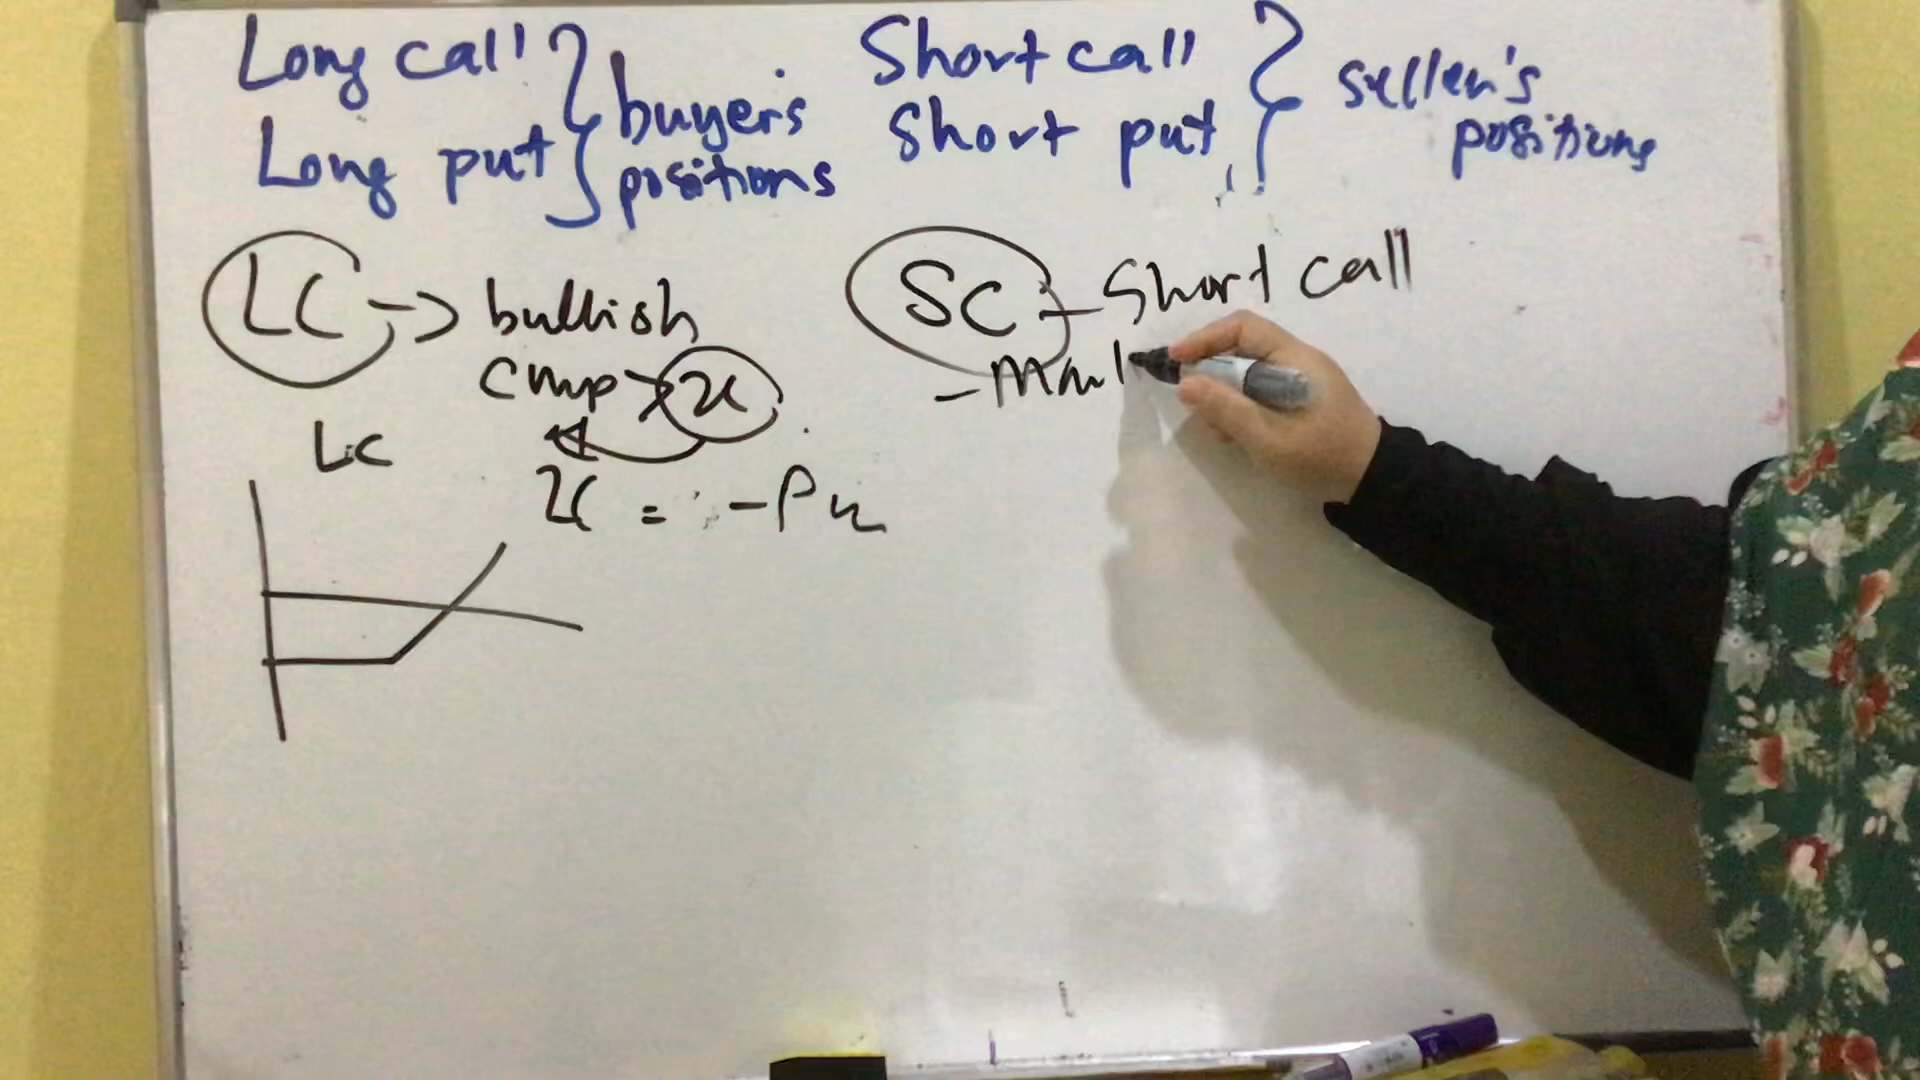 Long call
Long put
buyers
positions
Short call
Short put
seller's
positions
LC -> bullish
cmp > x
LC
x = -Pu
SC - Short call